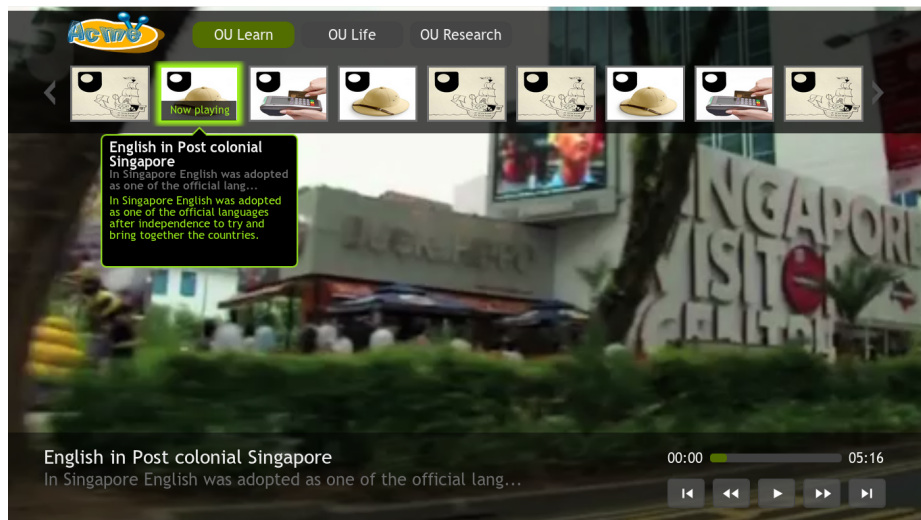 Acme
OU Learn
OU Life
OU Research
Now playing
English in Post colonial
Singapore
In Singapore English was adopted
as one of the official lang...
In Singapore English was adopted
as one of the official languages
after independence to try and
bring together the countries.
SINGAPORE
VISIT
English in Post colonial Singapore
In Singapore English was adopted as one of the official lang...
00:00
05:16